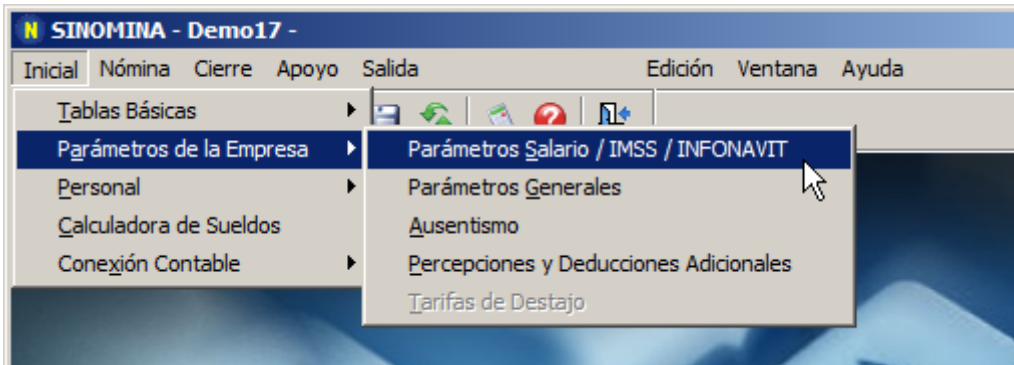 N SINOMINA - Demo17 -
Inicial Nómina Cierre Apoyo Salida Edición Ventana Ayuda
Tablas Básicas
Parámetros de la Empresa
Personal
Calculadora de Sueldos
Conexión Contable
Parámetros Salario / IMSS / INFONAVIT
Parámetros Generales
Ausentismo
Percepciones y Deducciones Adicionales
Tarifas de Destajo